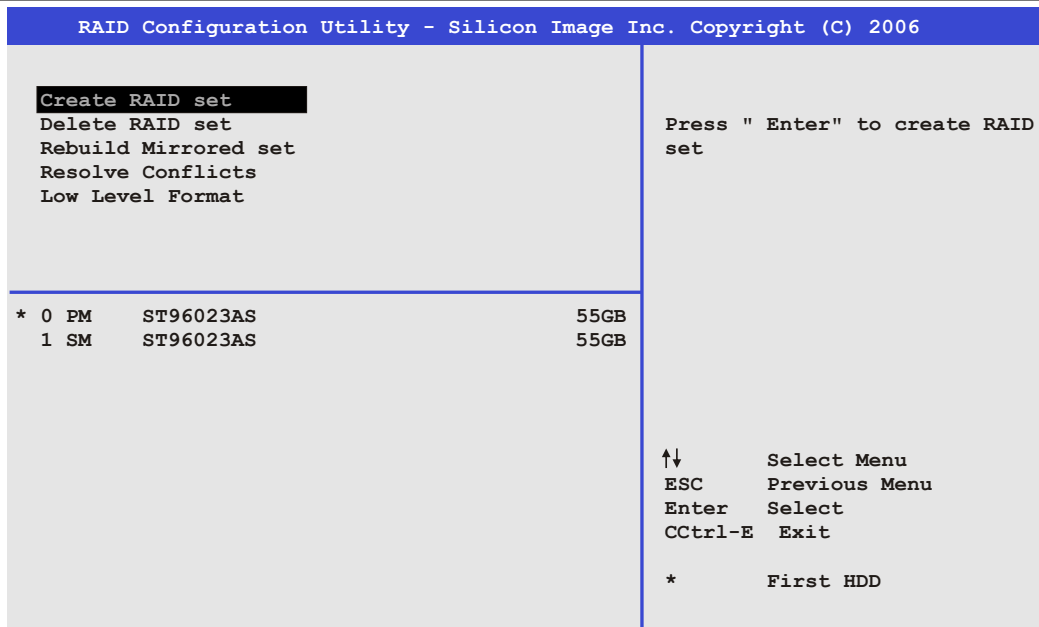 RAID Configuration Utility - Silicon Image Inc. Copyright (C) 2006
Create RAID set
Delete RAID set
Rebuild Mirrored set
Resolve Conflicts
Low Level Format
Press " Enter" to create RAID
set
* 0 PM ST96023AS 55GB
1 SM ST96023AS 55GB
↑↓ Select Menu
ESC Previous Menu
Enter Select
CCtrl-E Exit
* First HDD